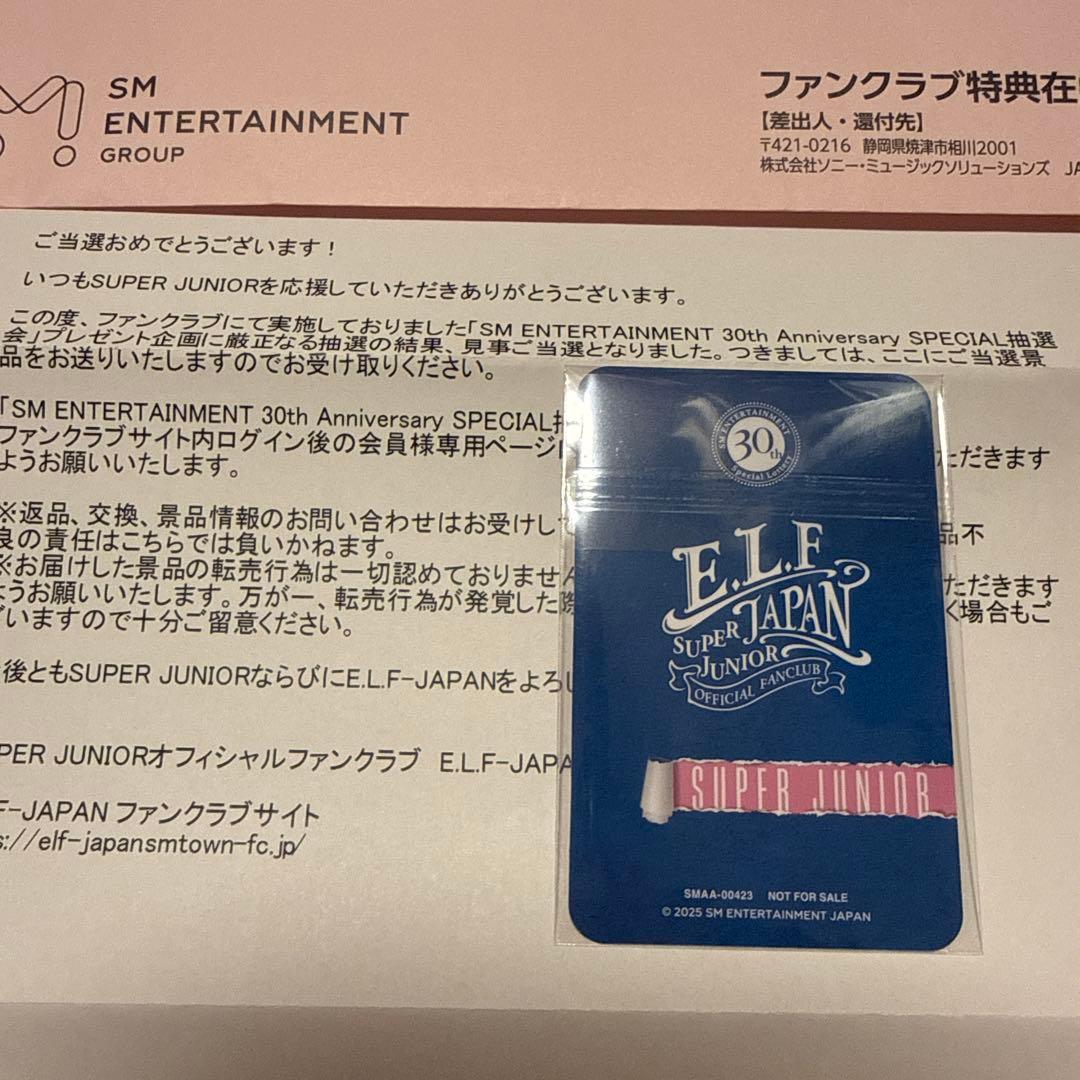 SM
ENTERTAINMENT
GROUP
ファンクラブ特典在
【差出人・還付先】
〒421-0216 静岡県焼津市相川2001
株式会社ソニー・ミュージックソリューションズ JA
ご当選おめでとうございます!
いつもSUPER JUNIORを応援していただきありがとうございます。
この度、ファンクラブにて実施しておりました「SM ENTERTAINMENT 30th Anniversary SPECIAL抽選
会」プレゼント企画に厳正なる抽選の結果、見事ご当選となりました。つきましては、ここにご当選景
品をお送りいたしますのでお受け取りください。
「SM ENTERTAINMENT 30th Anniversary SPECIAL
ファンクラブサイト内ログイン後の会員様専用ページ ただきます
ようお願いいたします。
※返品、交換、景品情報のお問い合わせはお受けし 品不
良の責任はこちらでは負いかねます。
※お届けした景品の転売行為は一切認めておりませ ただきます
ようお願いいたします。万が一、転売行為が発覚した く場合もご
ざいますので十分ご留意ください。
後ともSUPER JUNIORならびにE.L.F-JAPANをよろ
PER JUNIORオフィシャルファンクラブ E.L.F-JAPA
F-JAPAN ファンクラブサイト
s://elf-japansmtown-fc.jp/
SM ENTERTAINMENT
30th
Special Lottery
E.L.F
JAPAN
SUPER
JUNIOR
OFFICIAL FANCLUB
SUPER JUNIOR
SMAA-00423 NOT FOR SALE
© 2025 SM ENTERTAINMENT JAPAN